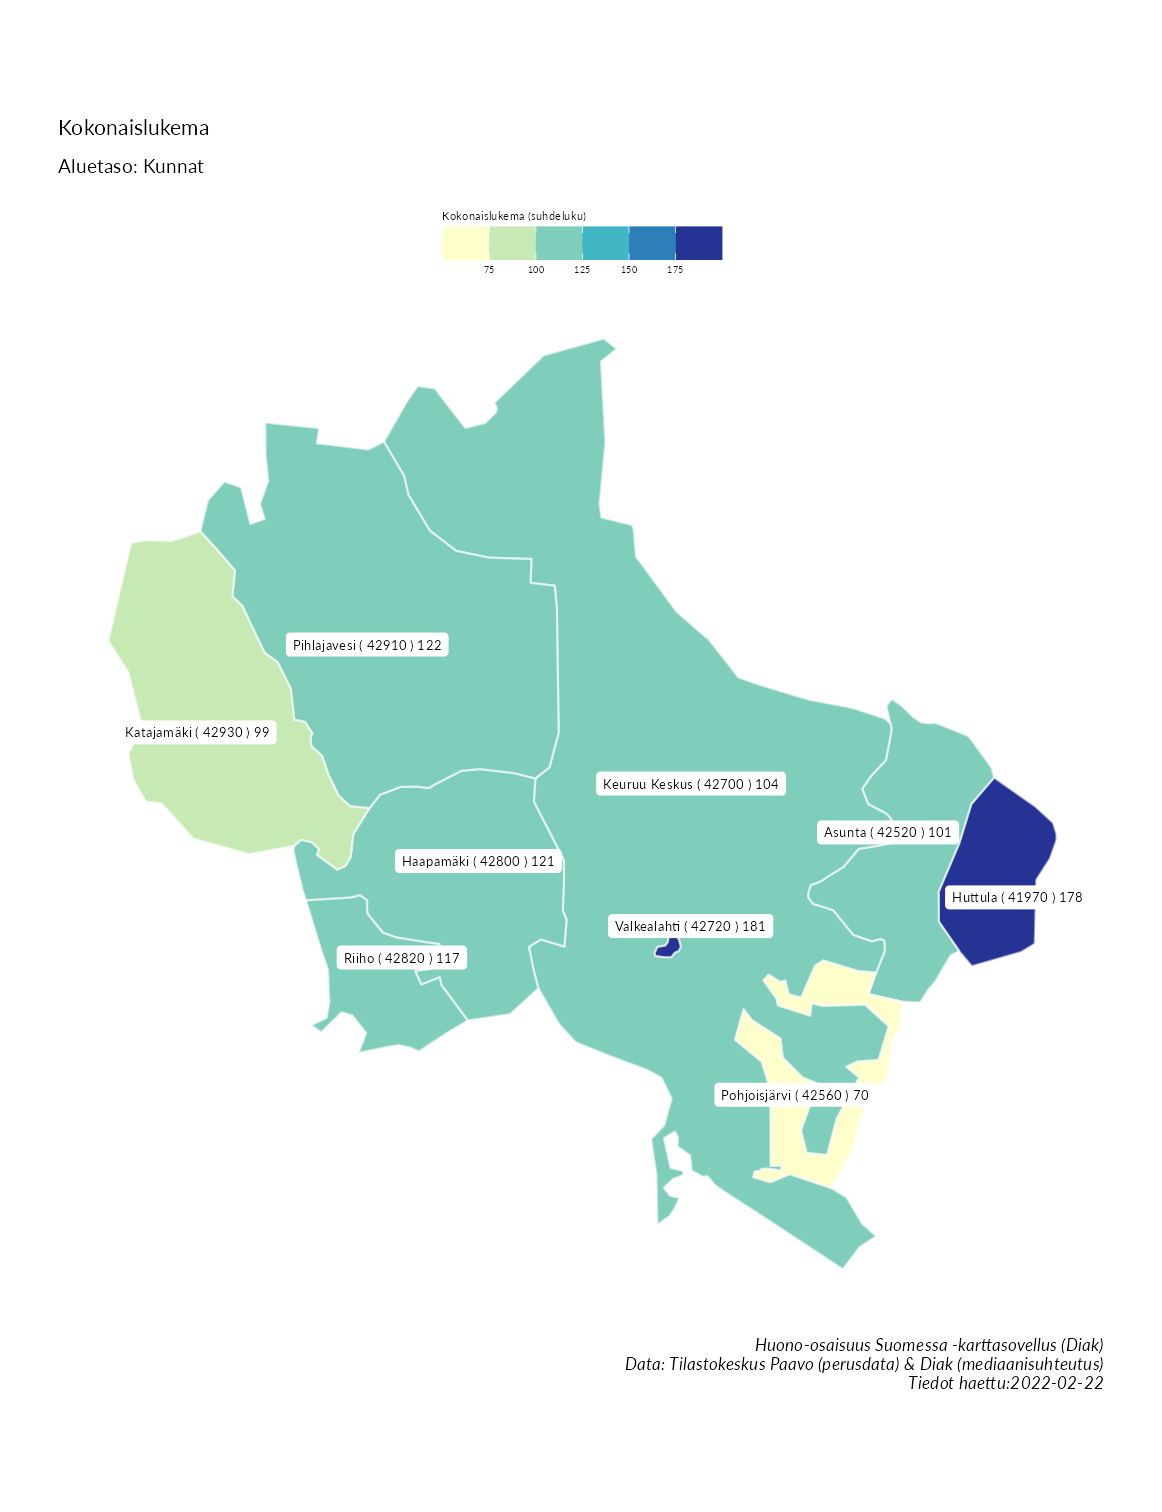 Kokonaislukema
Aluetaso: Kunnat
Kokonaislukema (suhdeluku)
75 100 125 150 175
Pihlajavesi ( 42910 ) 122
Katajamäki ( 42930 ) 99
Keuruu Keskus ( 42700 ) 104
Asunta ( 42520 ) 101
Haapamäki ( 42800 ) 121
Huttula ( 41970 ) 178
Valkealahti ( 42720 ) 181
Riiho ( 42820 ) 117
Pohjoisjärvi ( 42560 ) 70
Huono-osaisuus Suomessa -karttasovellus (Diak)
Data: Tilastokeskus Paavo (perusdata) & Diak (mediaanisuhteutus)
Tiedot haettu:2022-02-22